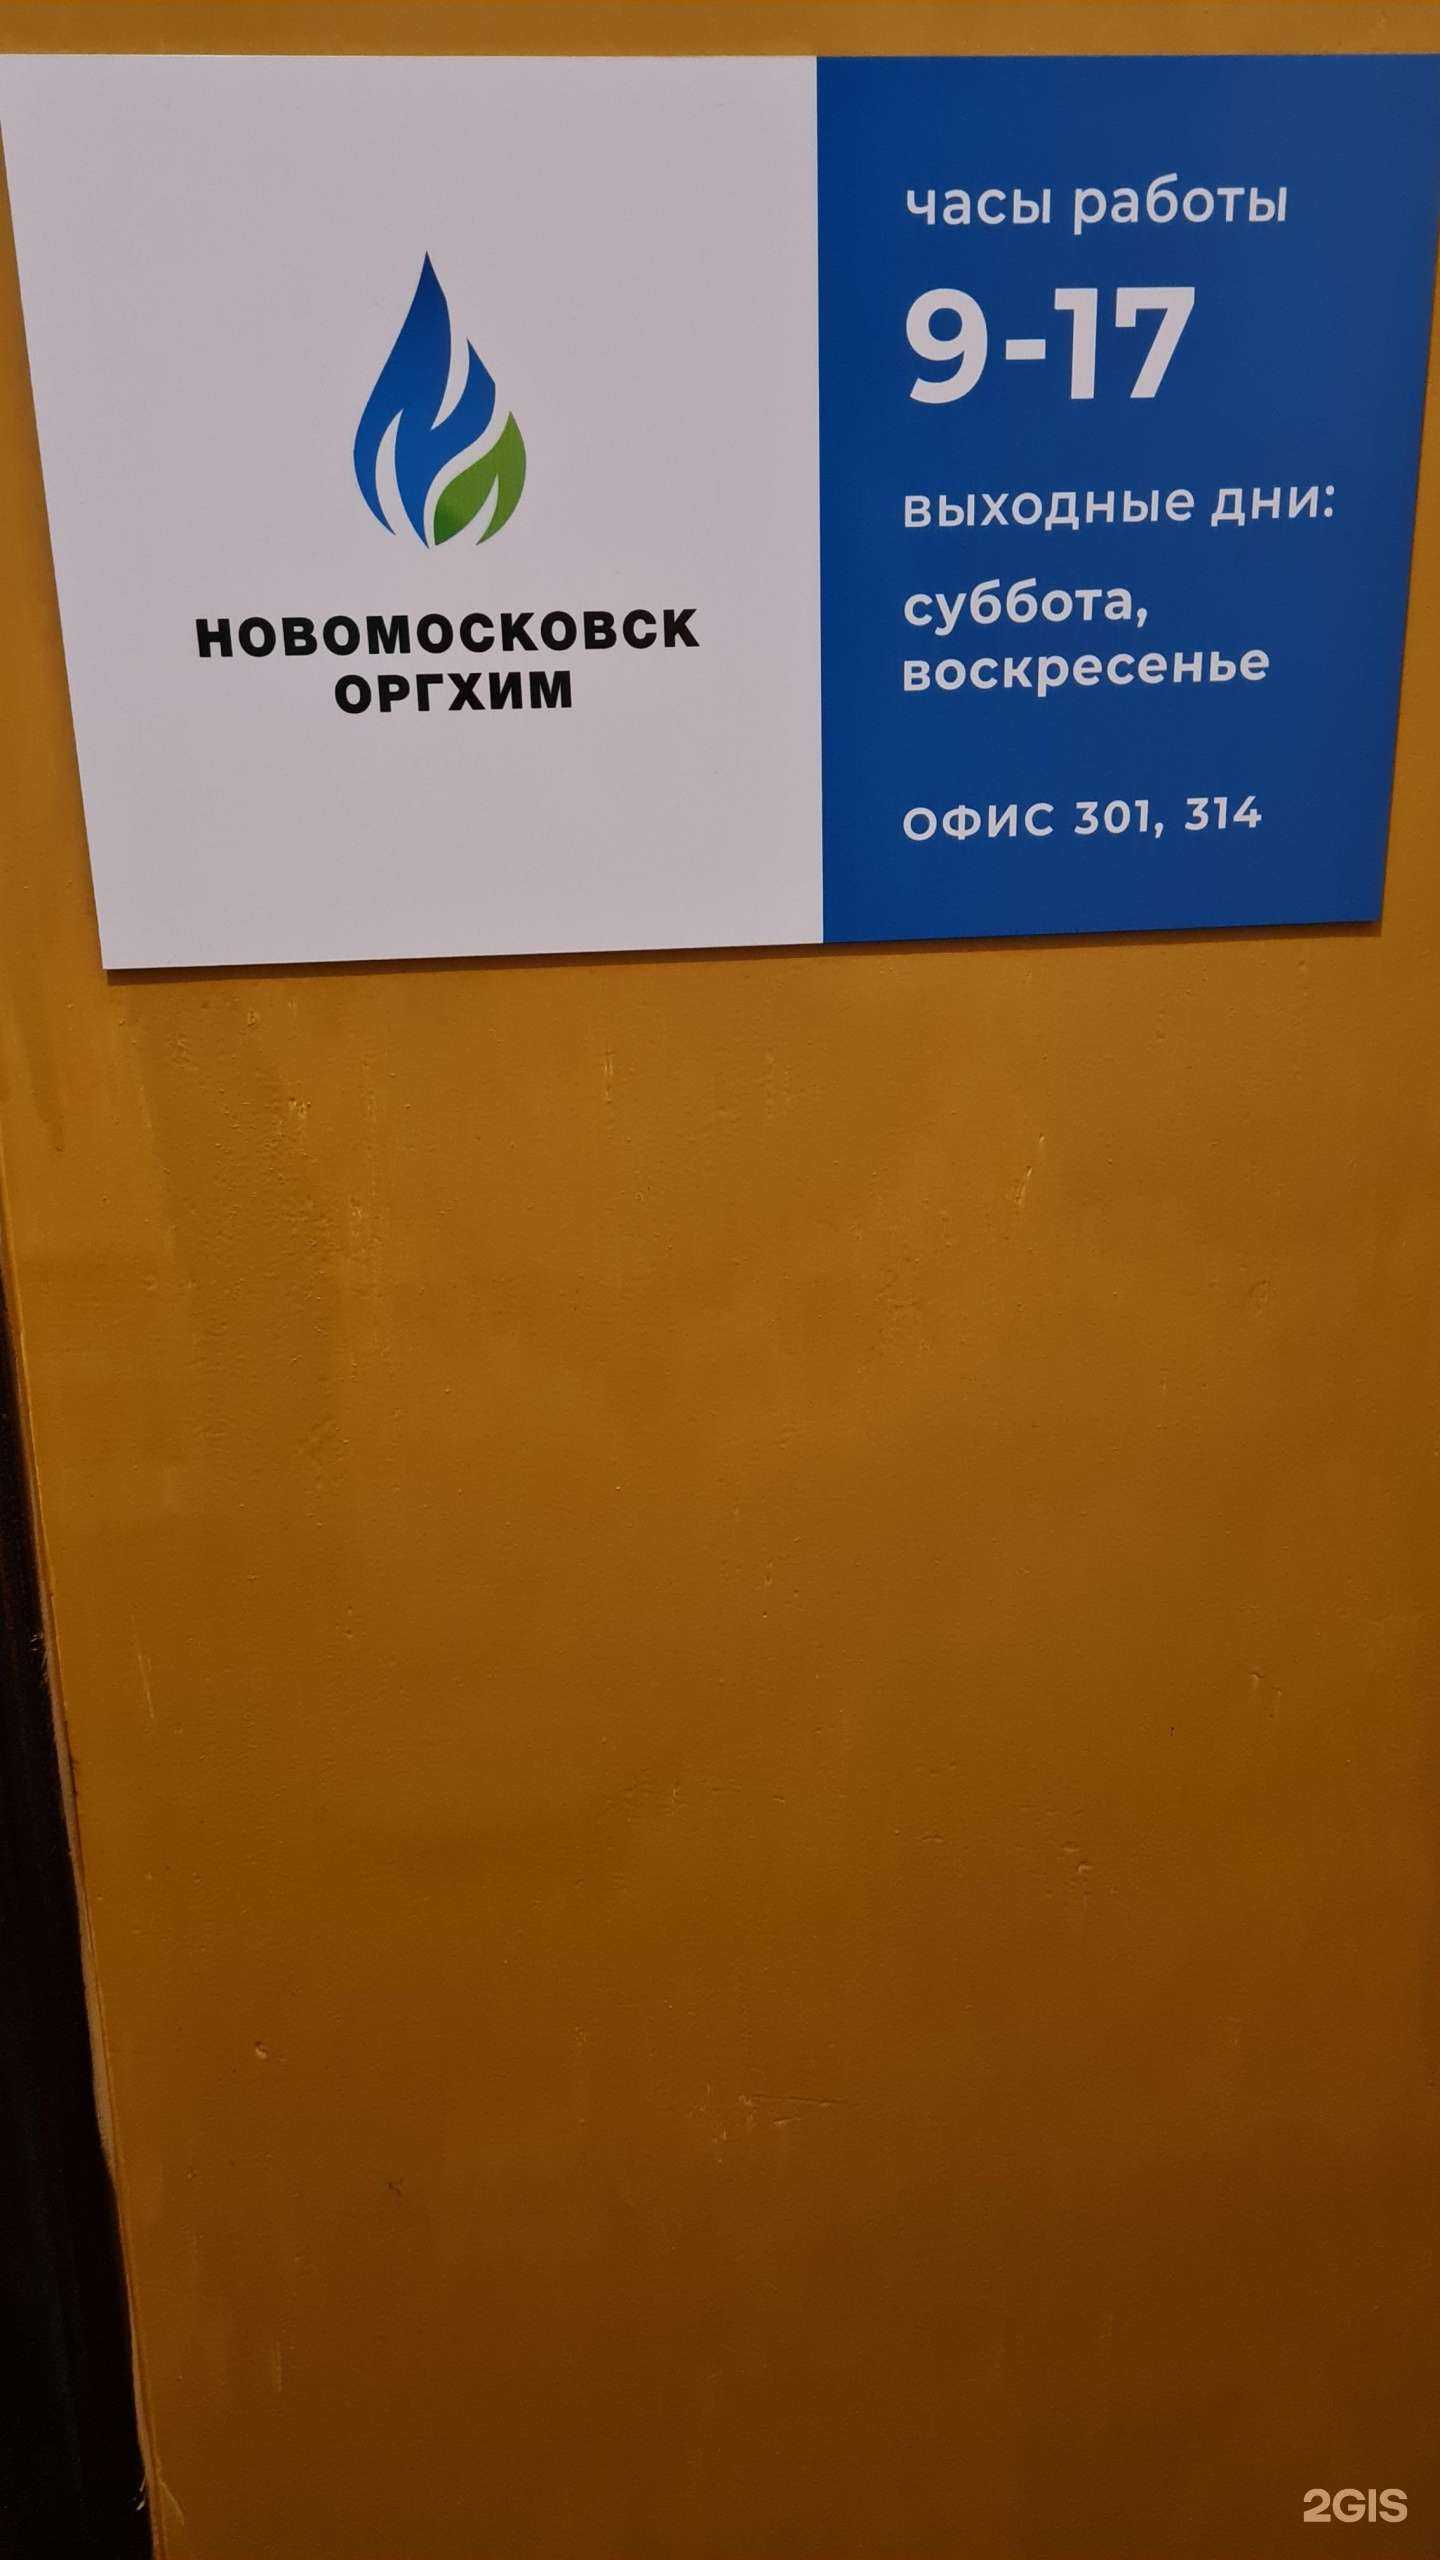 НОВОМОСКОВСК
ОРГХИМ
часы работы
9-17
выходные дни:
суббота,
воскресенье
ОФИС 301, 314
2GIS